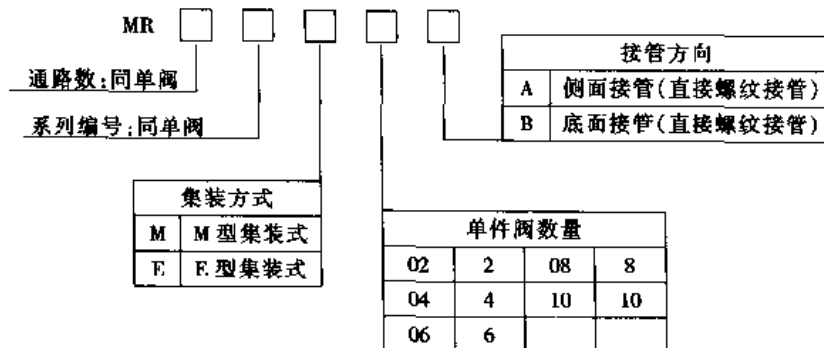 MR
接管方向
通路数:同单阀
A 侧面接管(直接螺纹接管)
系列编号:同单阀
B 底面接管(直接螺纹接管)
集装方式
M M型集装式
E E型集装式
单件阀数量
02 2 08 8
04 4 10 10
06 6